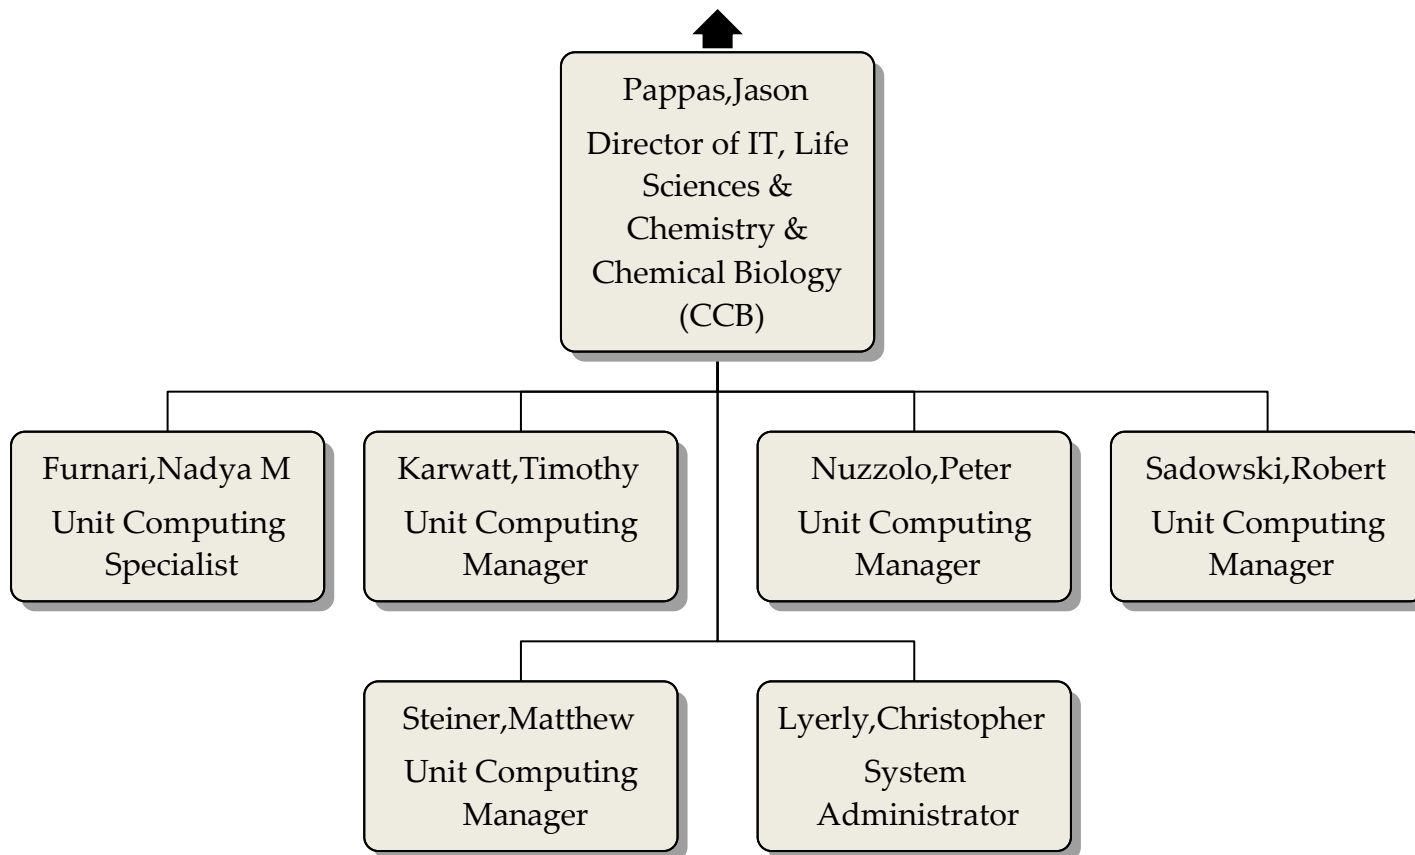 Pappas,Jason
Director of IT, Life
Sciences &
Chemistry &
Chemical Biology
(CCB)
Furnari,Nadya M
Unit Computing
Specialist
Karwatt,Timothy
Unit Computing
Manager
Nuzzolo,Peter
Unit Computing
Manager
Sadowski,Robert
Unit Computing
Manager
Steiner,Matthew
Unit Computing
Manager
Lyerly,Christopher
System
Administrator